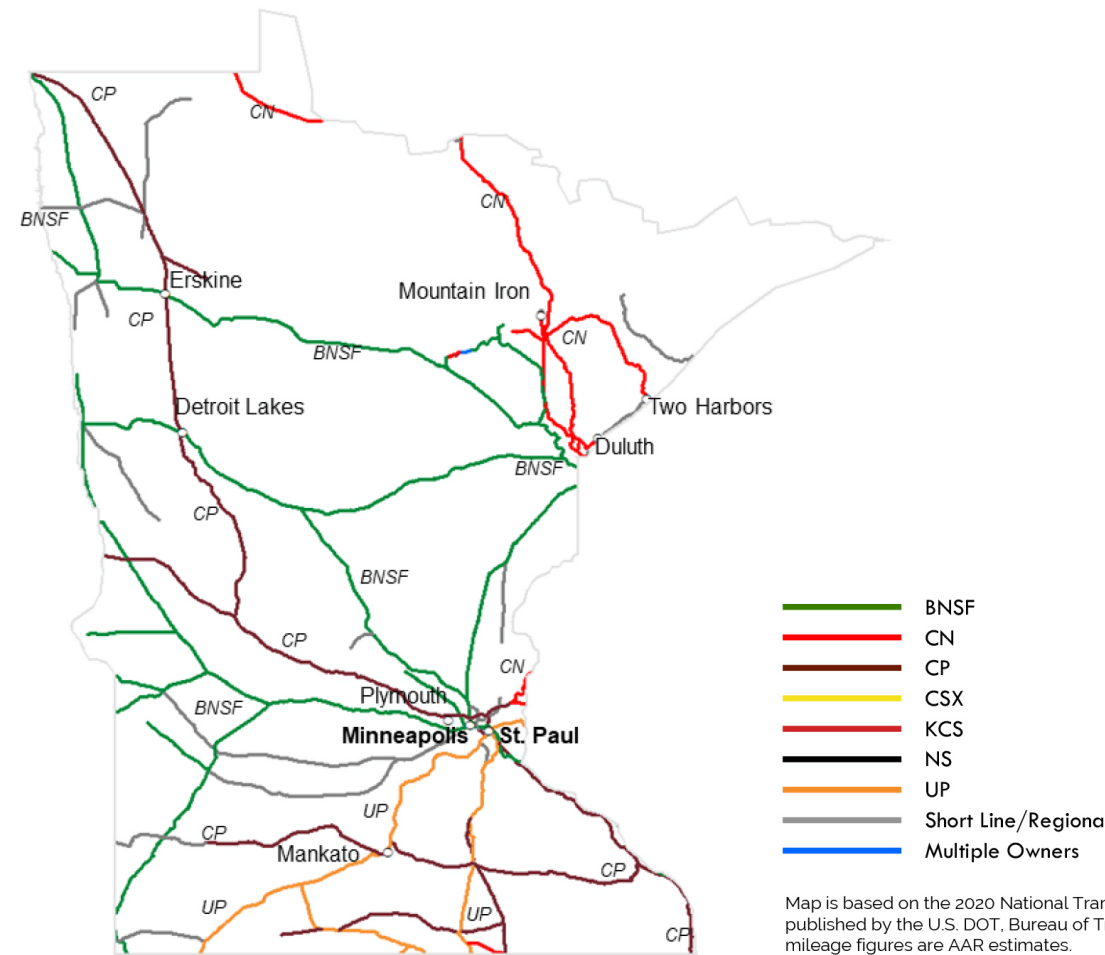 CP
CN
CN
BNSF
Erskine
Mountain Iron
CP
CN
BNSF
Detroit Lakes
Two Harbors
Duluth
BNSF
CP
BNSF
CP
CN
Plymouth
BNSF
Minneapolis
St. Paul
UP
CP
Mankato
CP
UP
UP
CP
BNSF
CN
CP
CSX
KCS
NS
UP
Short Line/Regiona
Multiple Owners
Map is based on the 2020 National Tran
published by the U.S. DOT, Bureau of T
mileage figures are AAR estimates.